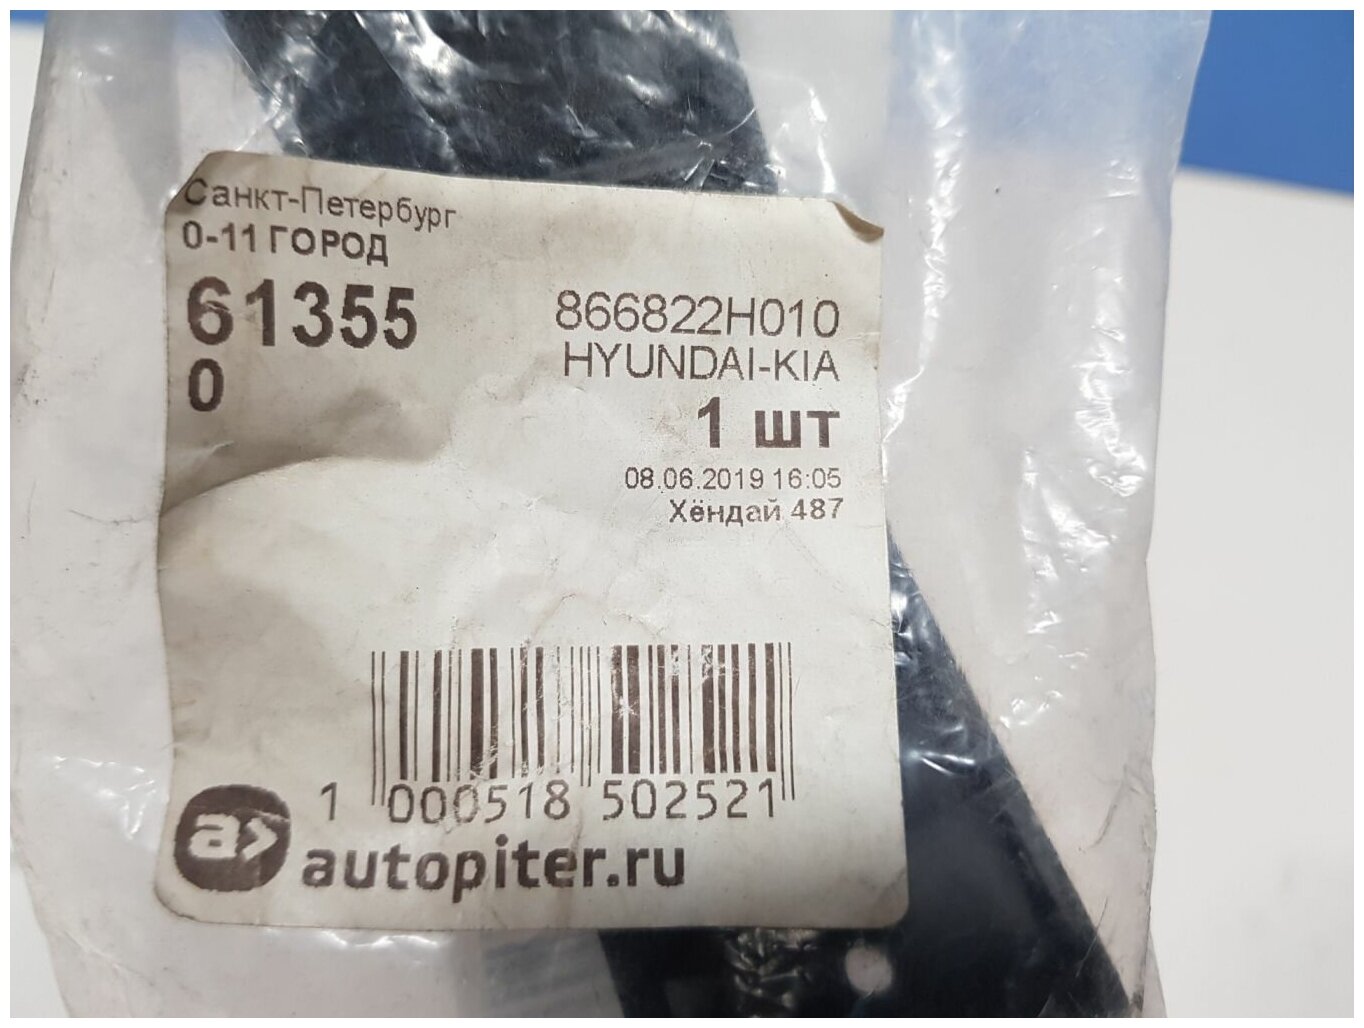 Санкт-Петербург
0-11 ГОРОД
61355
0
866822H010
HYUNDAI-KIA
1 шт
08.06.2019 16:05
Хёндай 487
1 000518 502521
a>
autopiter.ru